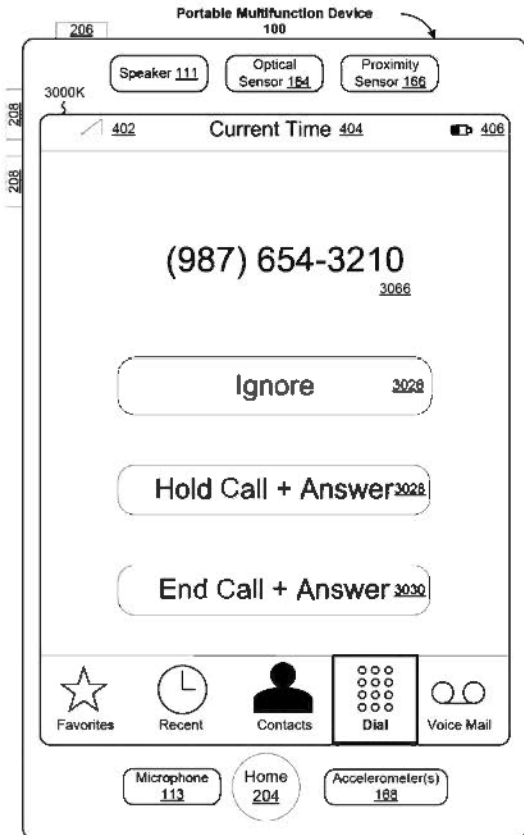 Portable Multifunction Device
100
206
Speaker 111
Optical
Sensor 164
Proximity
Sensor 166
3000K
208
208
402
Current Time 404
406
(987) 654-3210
3066
Ignore 3028
Hold Call + Answer 3028
End Call + Answer 3030
Favorites
Recent
Contacts
Dial
Voice Mail
Microphone
113
Home
204
Accelerometer(s)
168